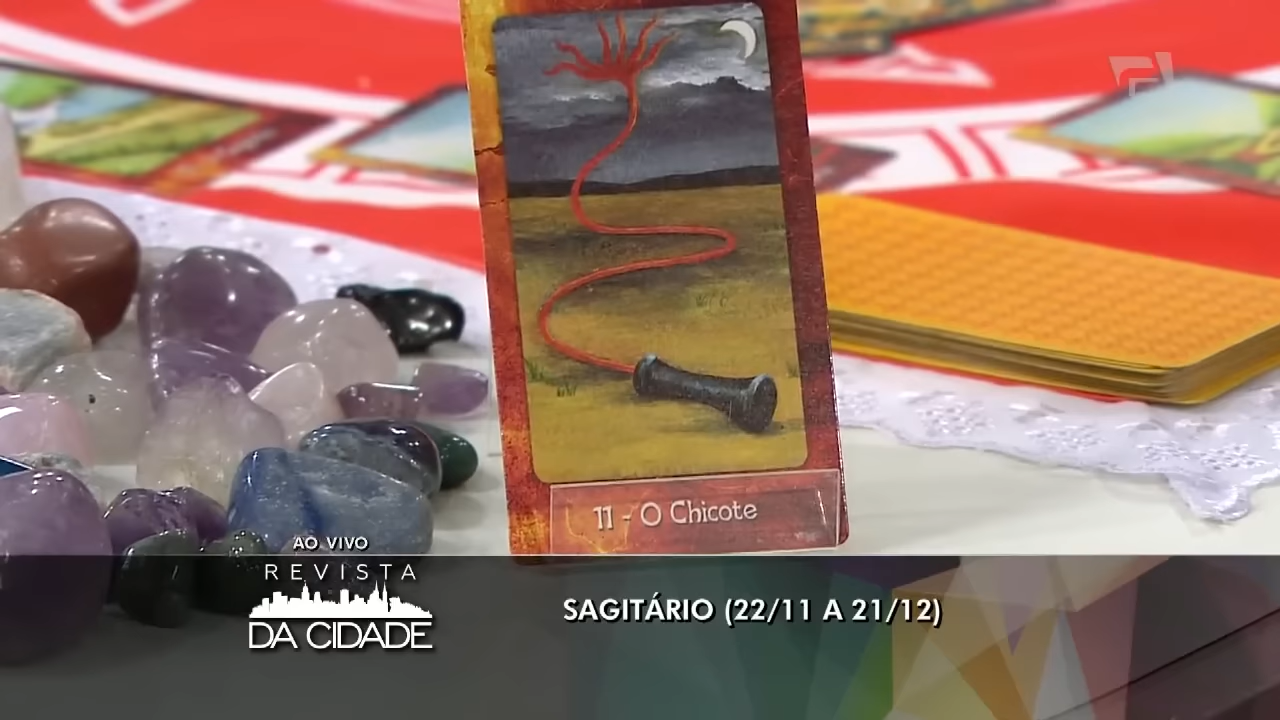 11 - O Chicote
AO VIVO
REVISTA
DA CIDADE
SAGITÁRIO (22/11 A 21/12)